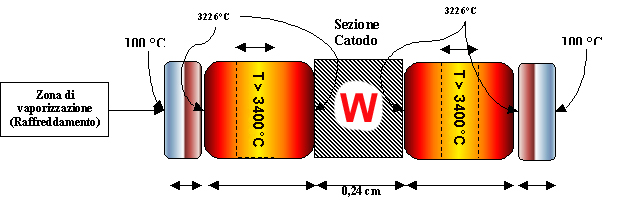 3226°C
3226°C
Sezione
Catodo
100 °C
100 °C
Zona di
vaporizzazione
(Raffreddamento)
T > 3400°C
W
T > 3400°C
0,24 cm